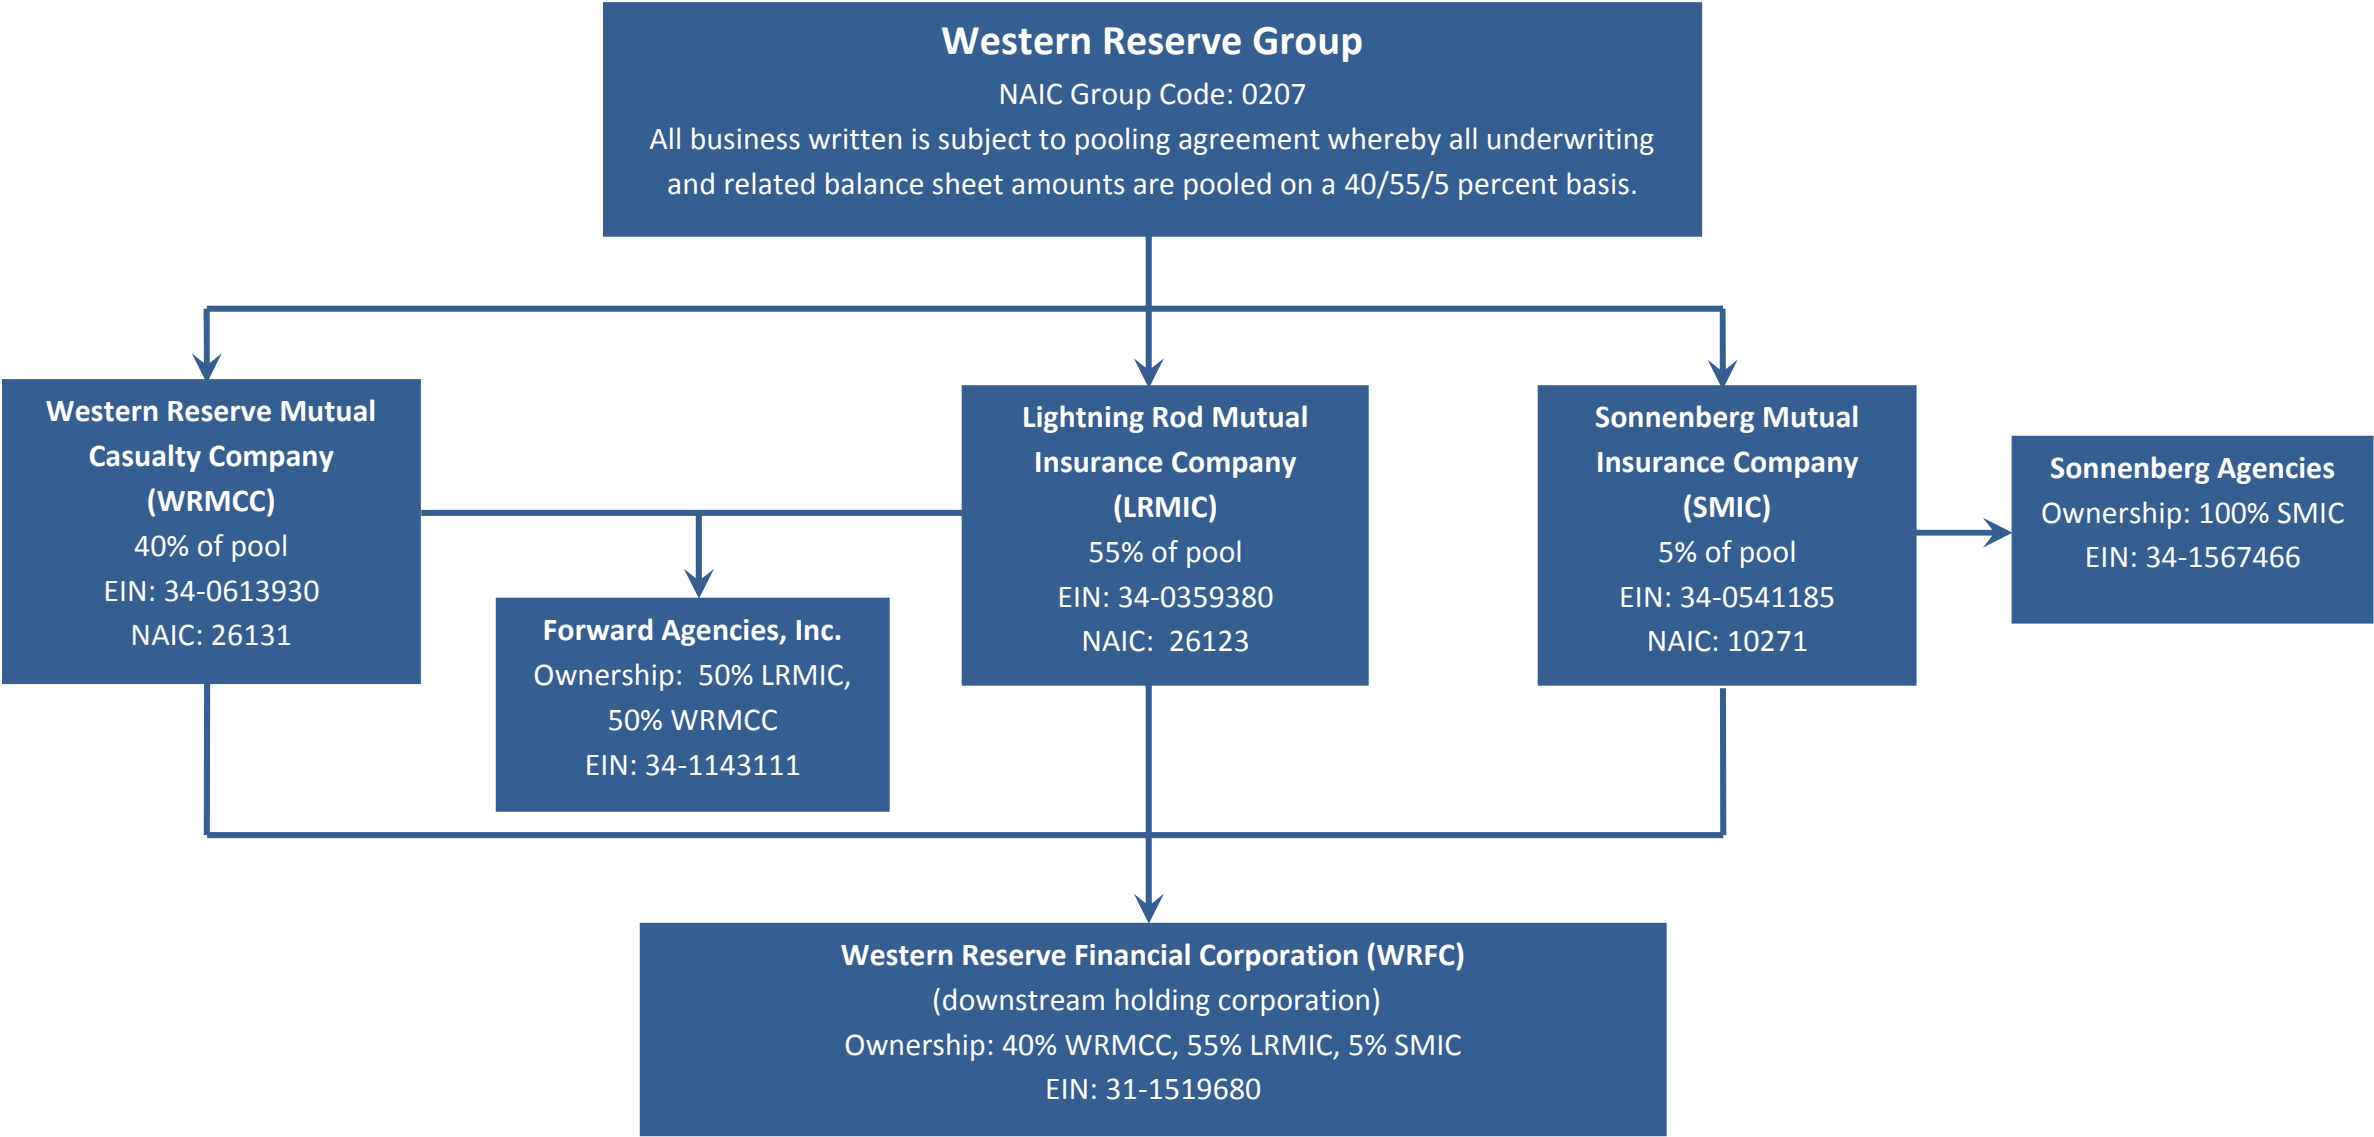 Western Reserve Group
NAIC Group Code: 0207
All business written is subject to pooling agreement whereby all underwriting
and related balance sheet amounts are pooled on a 40/55/5 percent basis.
Western Reserve Mutual
Casualty Company
(WRMCC)
40% of pool
EIN: 34-0613930
NAIC: 26131
Forward Agencies, Inc.
Ownership:  50% LRMIC,
50% WRMCC
EIN: 34-1143111
Lightning Rod Mutual
Insurance Company
(LRMIC)
55% of pool
EIN: 34-0359380
NAIC:  26123
Sonnenberg Mutual
Insurance Company
(SMIC)
5% of pool
EIN: 34-0541185
NAIC: 10271
Sonnenberg Agencies
Ownership: 100% SMIC
EIN: 34-1567466
Western Reserve Financial Corporation (WRFC)
(downstream holding corporation)
Ownership: 40% WRMCC, 55% LRMIC, 5% SMIC
EIN: 31-1519680